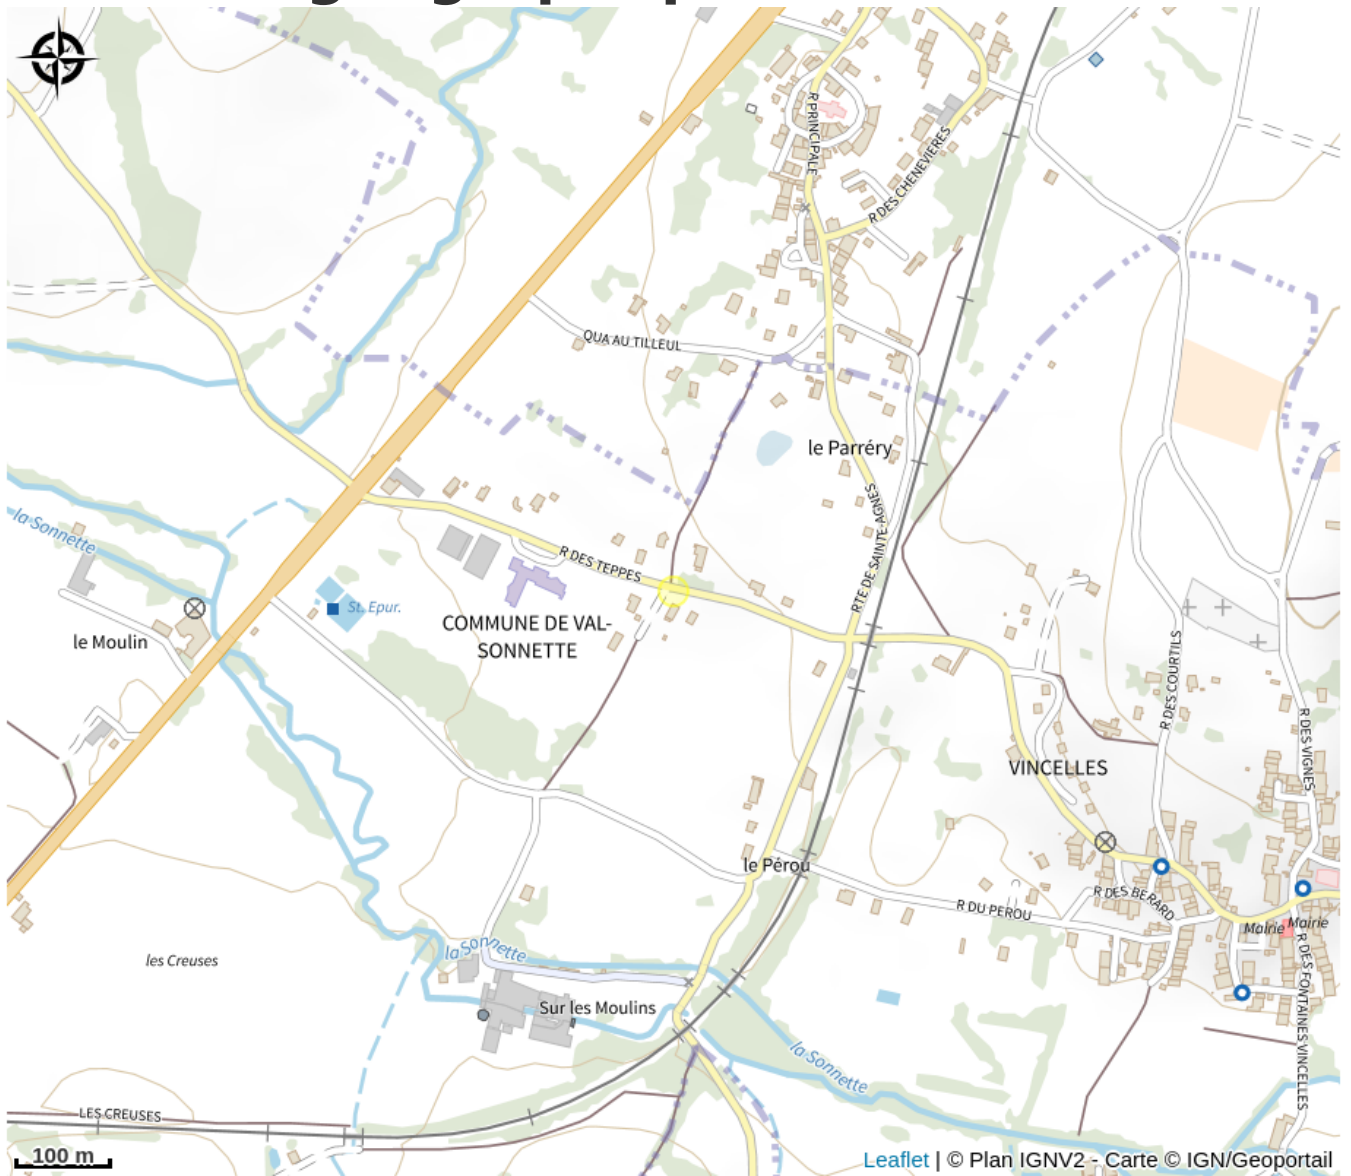 R PRINCIPALE
R DES CHENEVIERES
QUA AU TILLEUL
le Parréry
la Sonnette
R DES TEPPES
RTE DE SAINTE-AGNES
St. Epur.
COMMUNE DE VAL-
SONNETTE
le Moulin
R DES COURTILS
R DES VIGNES
VINCELLES
le Pérou
R DES BERARD
R DU PEROU
Mairie
Mairie
la Sonnette
les Creuses
Sur les Moulins
R DES FONTAINES VINCELLES
la Sonnette
LES CREUSES
100 m
Leaflet | © Plan IGNV2 - Carte © IGN/Geoportail